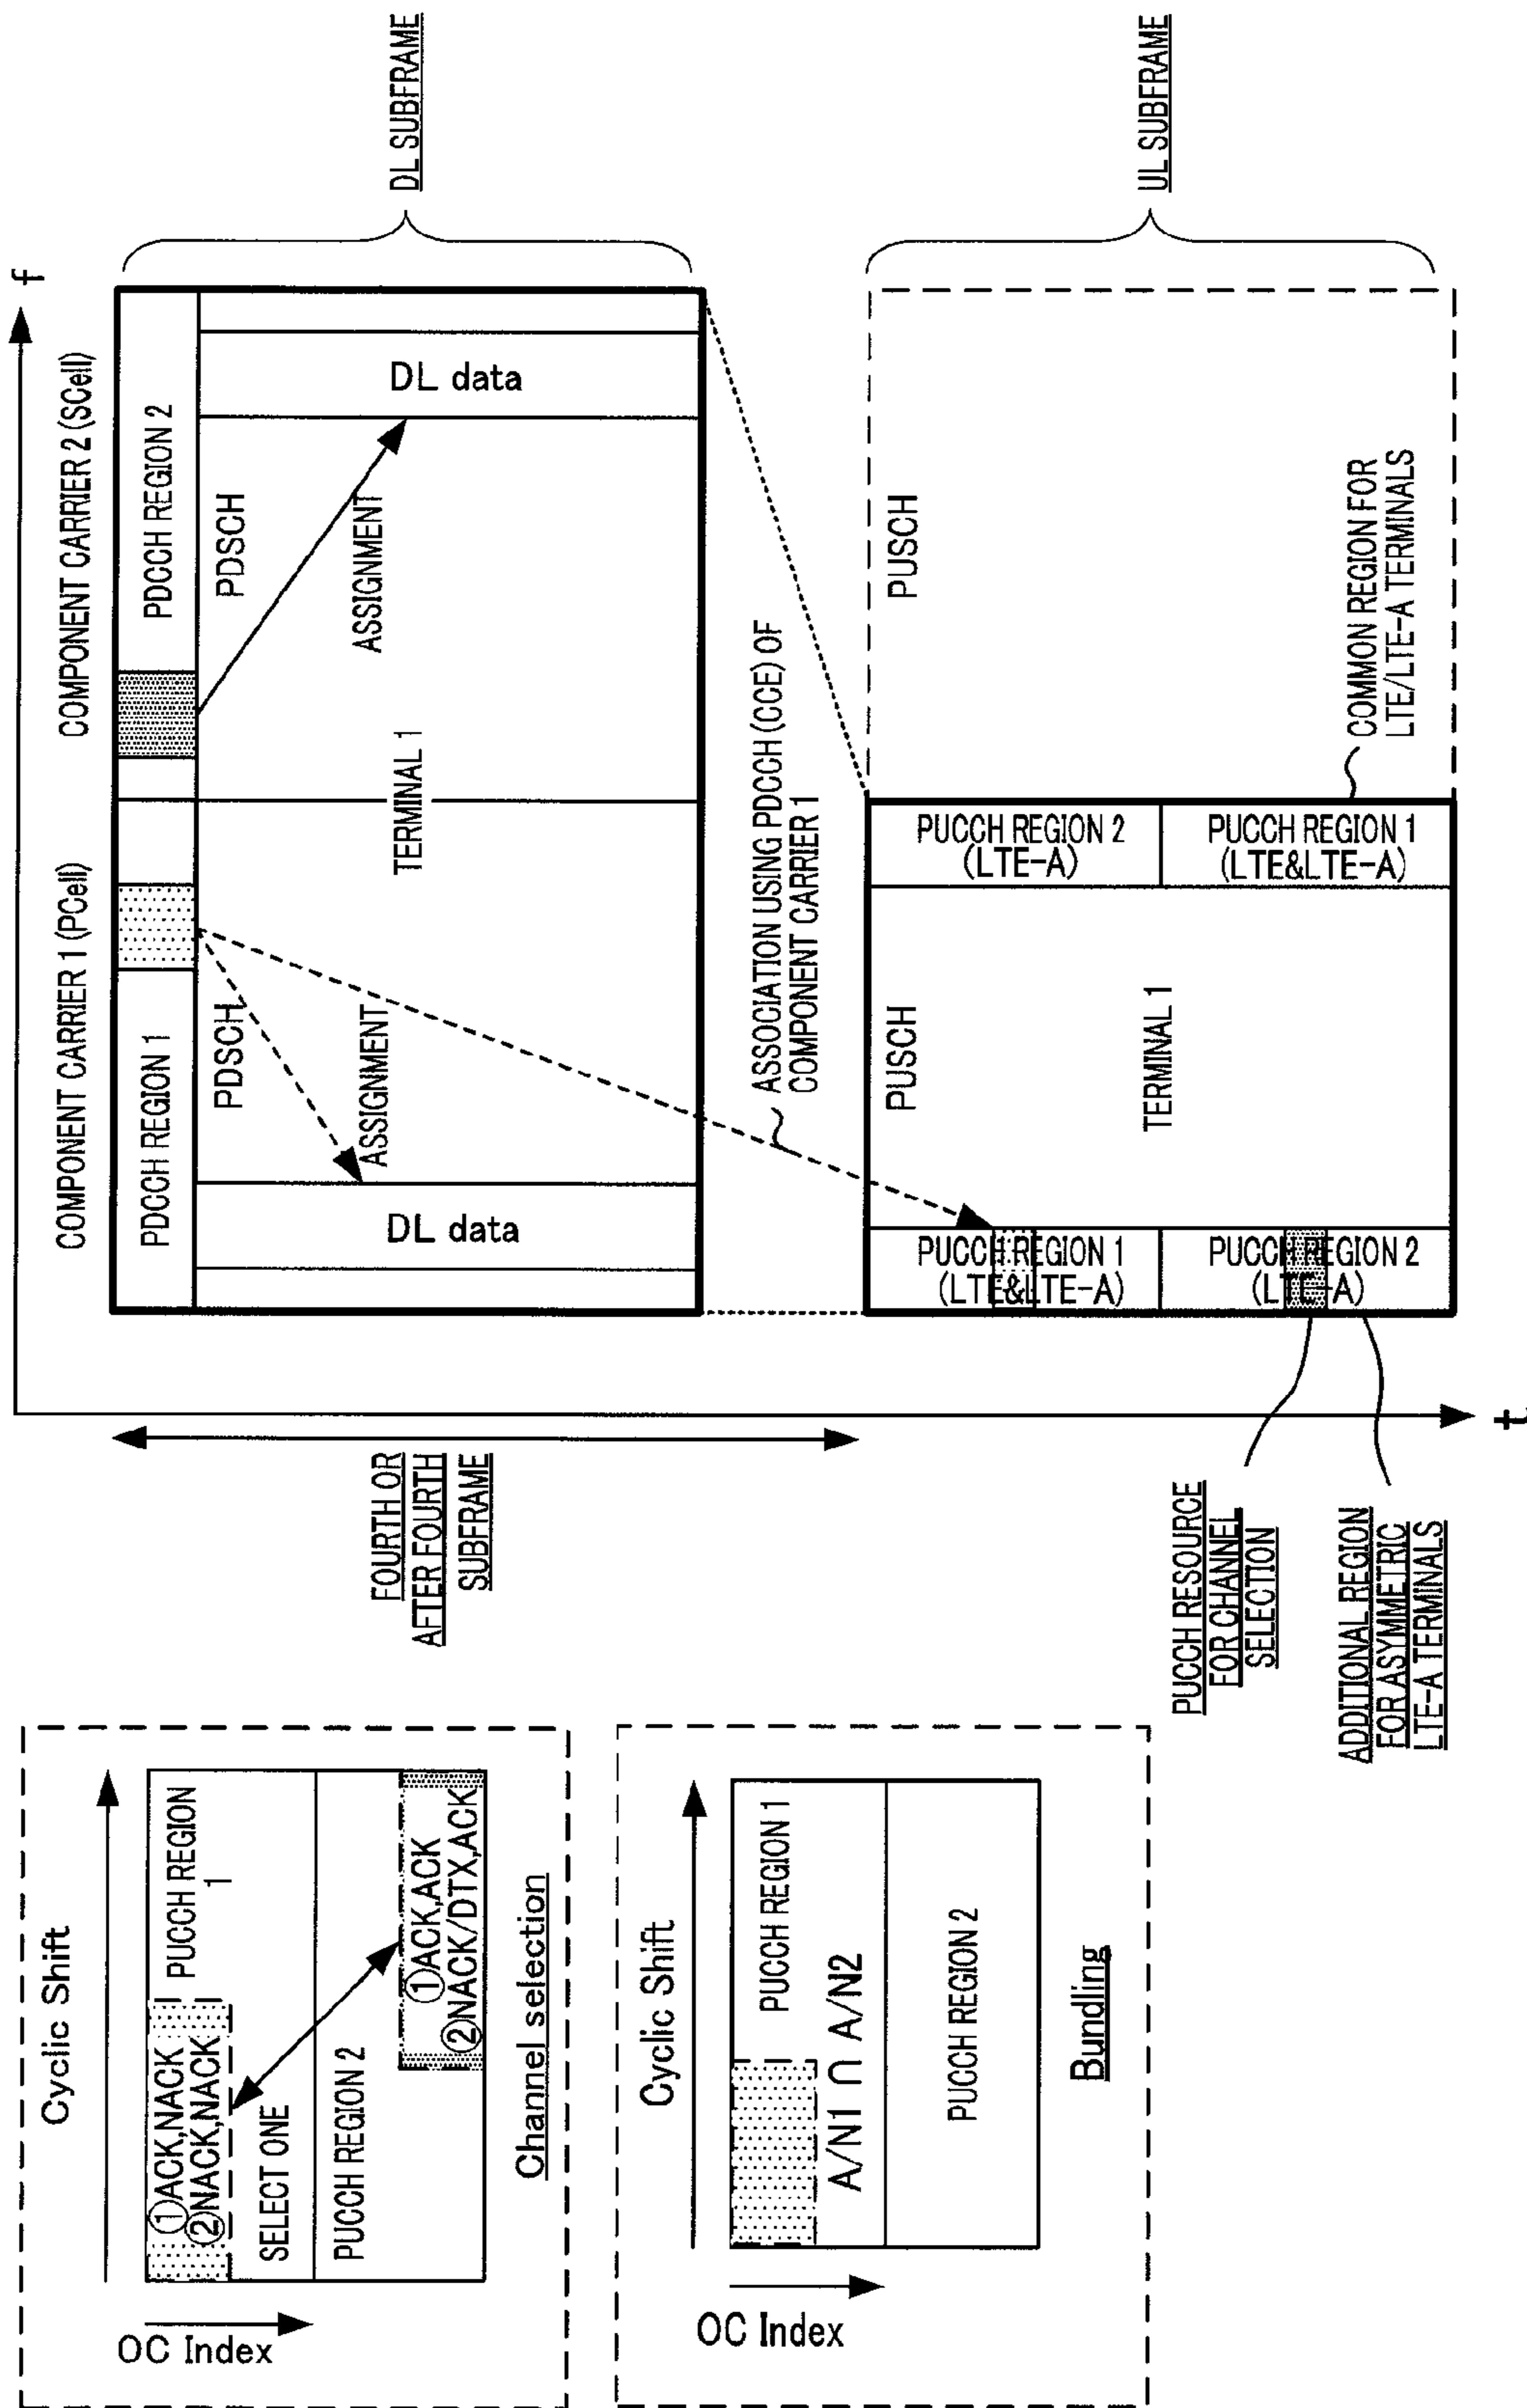 Cyclic Shift
OC Index
①ACK,NACK
②NACK,NACK
PUCCH REGION
1
SELECT ONE
PUCCH REGION 2
①ACK,ACK
②NACK/DTX,ACK
Channel selection
Cyclic Shift
OC Index
PUCCH REGION 1
A/N1 ∩ A/N2
PUCCH REGION 2
Bundling
f
t
FOURTH OR
AFTER FOURTH
SUBFRAME
COMPONENT CARRIER 1 (PCell)
COMPONENT CARRIER 2 (SCell)
PDCCH REGION 1
PDCCH REGION 2
PDSCH
PDSCH
ASSIGNMENT
ASSIGNMENT
DL data
TERMINAL 1
DL data
DL SUBFRAME
ASSOCIATION USING PDCCH (CCE) OF
COMPONENT CARRIER 1
PUCCH REGION 1
(LTE&LTE-A)
PUCCH REGION 2
(LTE-A)
PUSCH
TERMINAL 1
PUCCH REGION 2
(LTE-A)
PUCCH REGION 1
(LTE&LTE-A)
PUSCH
COMMON REGION FOR
LTE/LTE-A TERMINALS
UL SUBFRAME
PUCCH RESOURCE
FOR CHANNEL
SELECTION
ADDITIONAL REGION
FOR ASYMMETRIC
LTE-A TERMINALS